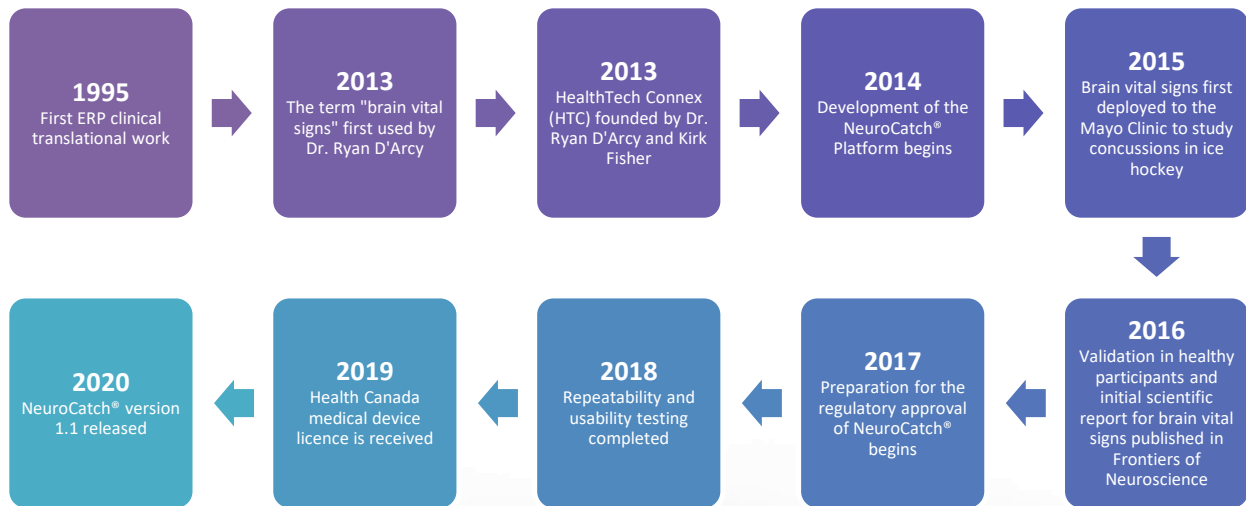 1995
First ERP clinical
translational work
2013
The term "brain vital
signs" first used by
Dr. Ryan D'Arcy
2013
HealthTech Connex
(HTC) founded by Dr.
Ryan D'Arcy and Kirk
Fisher
2014
Development of the
NeuroCatch® 
Platform begins
2015
Brain vital signs first
deployed to the
Mayo Clinic to study
concussions in ice
hockey
2016
Validation in healthy
participants and
initial scientific
report for brain vital
signs published in
Frontiers of
Neuroscience
2017
Preparation for the
regulatory approval
of NeuroCatch®
begins
2018
Repeatability and
usability testing
completed
2019
Health Canada
medical device
licence is received
2020
NeuroCatch® version
1.1 released